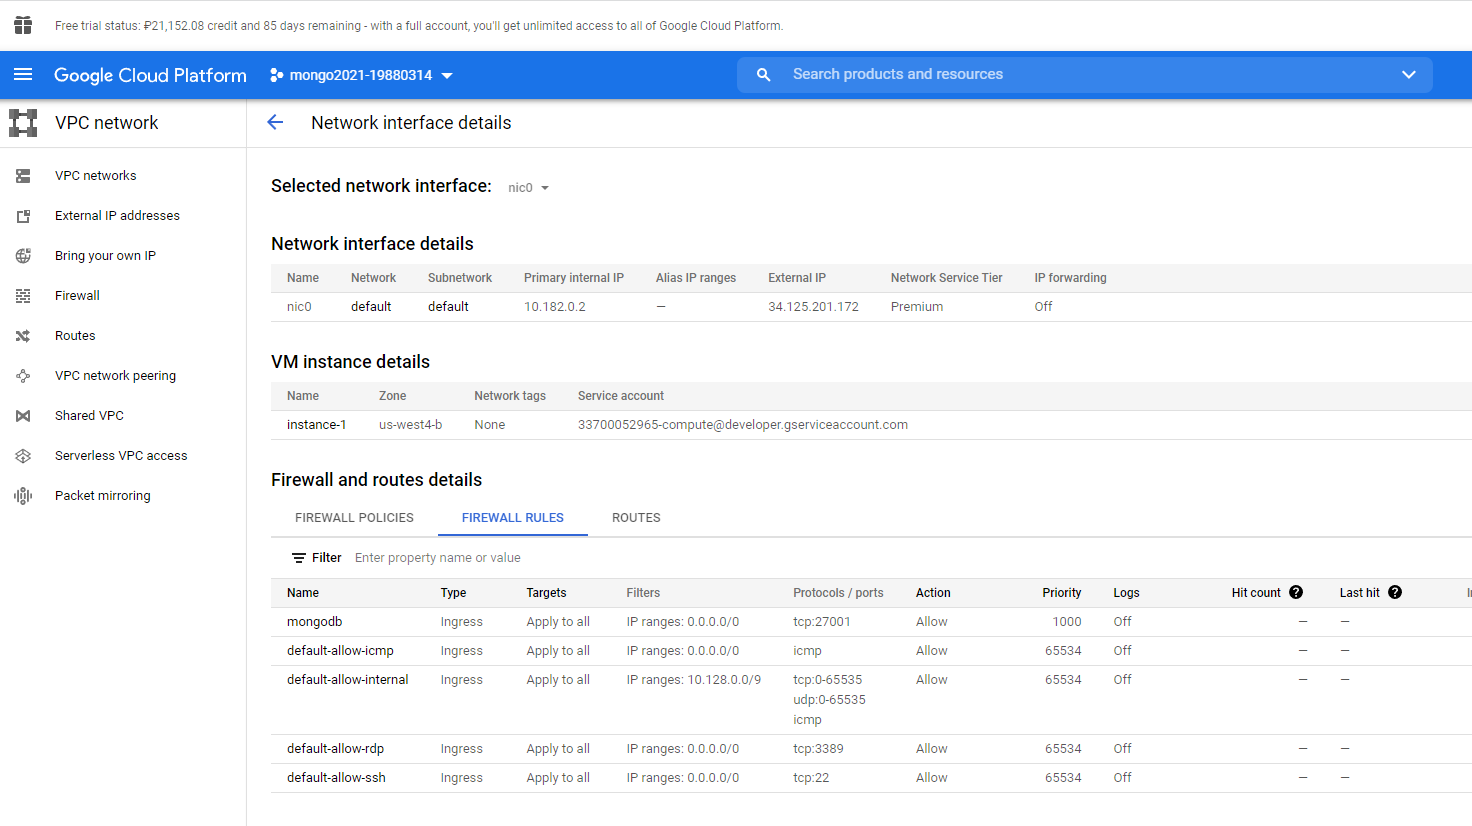 Free trial status: ₽21,152.08 credit and 85 days remaining - with a full account, you'll get unlimited access to all of Google Cloud Platform.
Google Cloud Platform mongo2021-19880314 Search products and resources
VPC network
Network interface details
VPC networks
External IP addresses
Bring your own IP
Firewall
Routes
VPC network peering
Shared VPC
Serverless VPC access
Packet mirroring
Selected network interface: nic0
Network interface details
Name Network Subnetwork Primary internal IP Alias IP ranges External IP Network Service Tier IP forwarding
nic0 default default 10.182.0.2 — 34.125.201.172 Premium Off
VM instance details
Name Zone Network tags Service account
instance-1 us-west4-b None 33700052965-compute@developer.gserviceaccount.com
Firewall and routes details
FIREWALL POLICIES FIREWALL RULES ROUTES
Filter Enter property name or value
Name Type Targets Filters Protocols / ports Action Priority Logs Hit count Last hit
mongodb Ingress Apply to all IP ranges: 0.0.0.0/0 tcp:27001 Allow 1000 Off — —
default-allow-icmp Ingress Apply to all IP ranges: 0.0.0.0/0 icmp Allow 65534 Off — —
default-allow-internal Ingress Apply to all IP ranges: 10.128.0.0/9 tcp:0-65535 Allow 65534 Off — —
udp:0-65535
icmp
default-allow-rdp Ingress Apply to all IP ranges: 0.0.0.0/0 tcp:3389 Allow 65534 Off — —
default-allow-ssh Ingress Apply to all IP ranges: 0.0.0.0/0 tcp:22 Allow 65534 Off — —